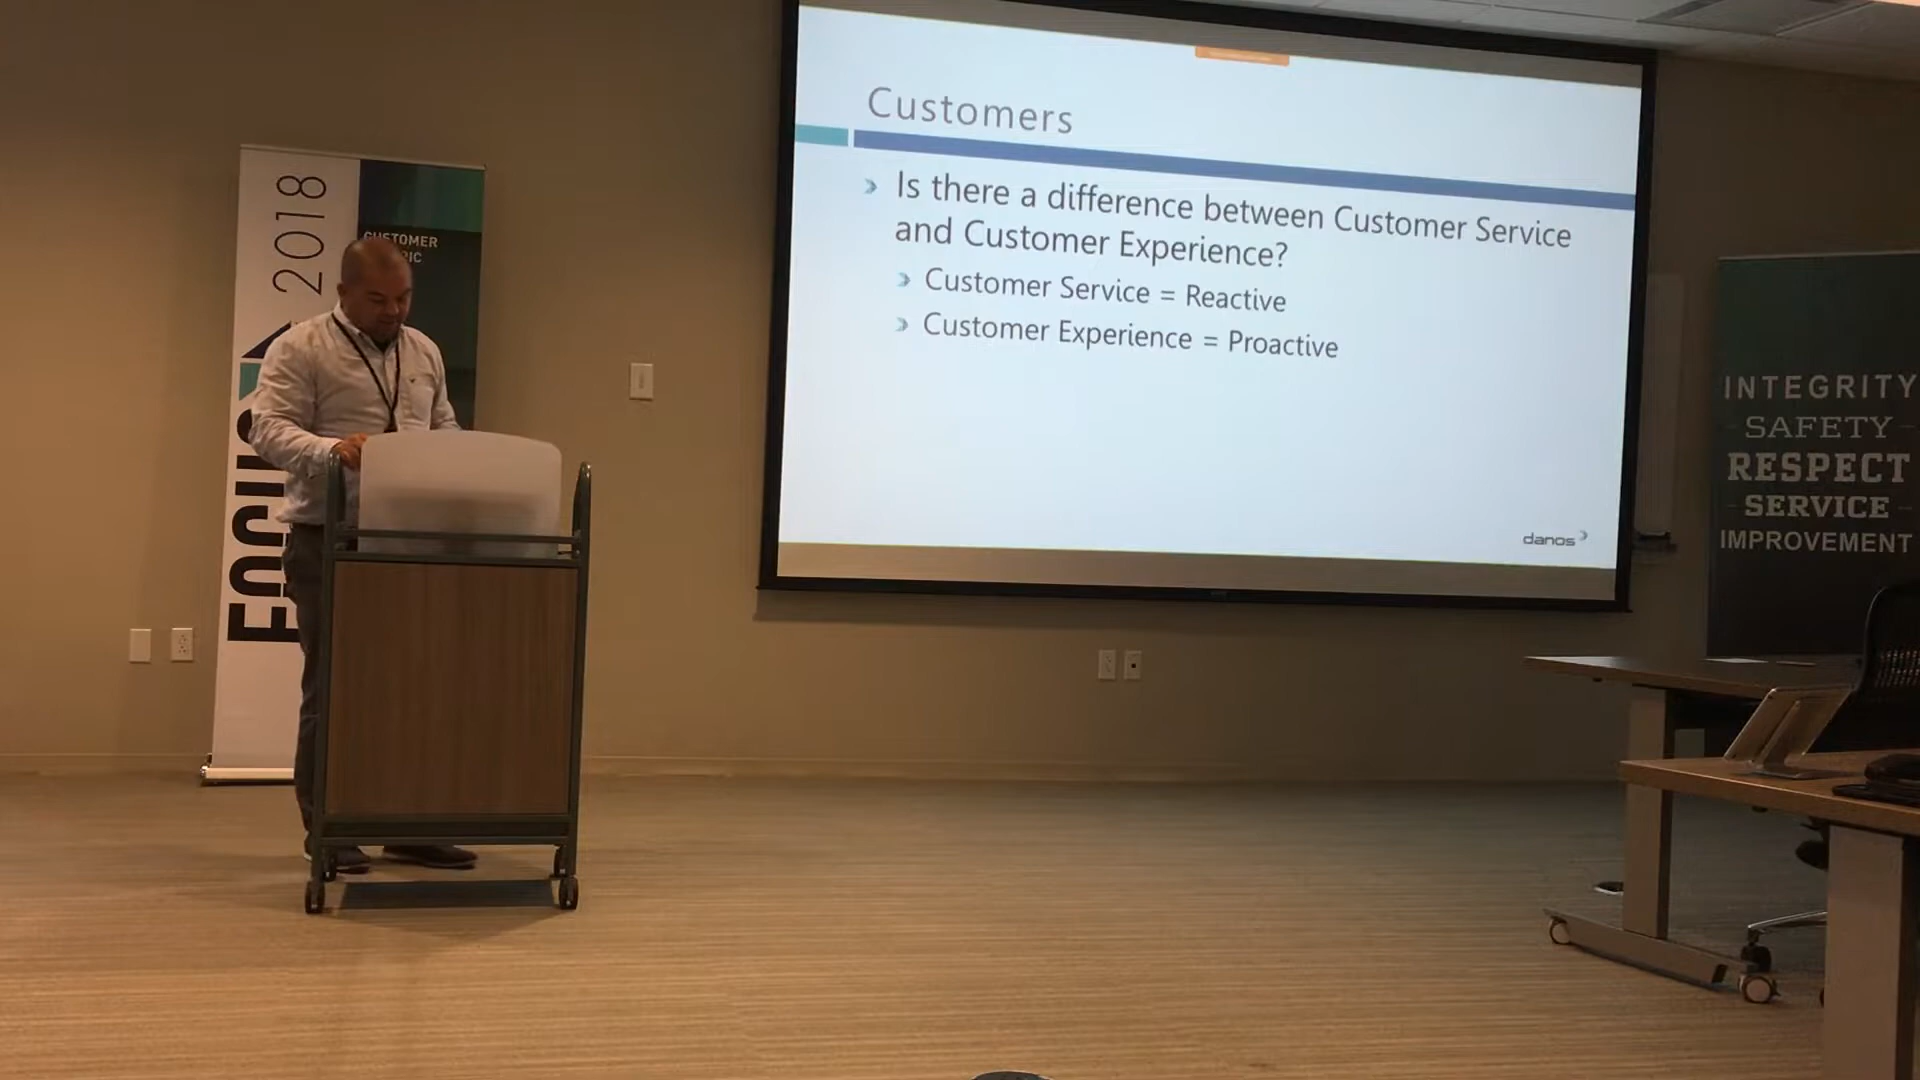 Customers
Is there a difference between Customer Service
and Customer Experience?
Customer Service = Reactive
Customer Experience = Proactive
danos
FOCUS 2018
CUSTOMER
INTEGRITY
SAFETY
RESPECT
SERVICE
IMPROVEMENT